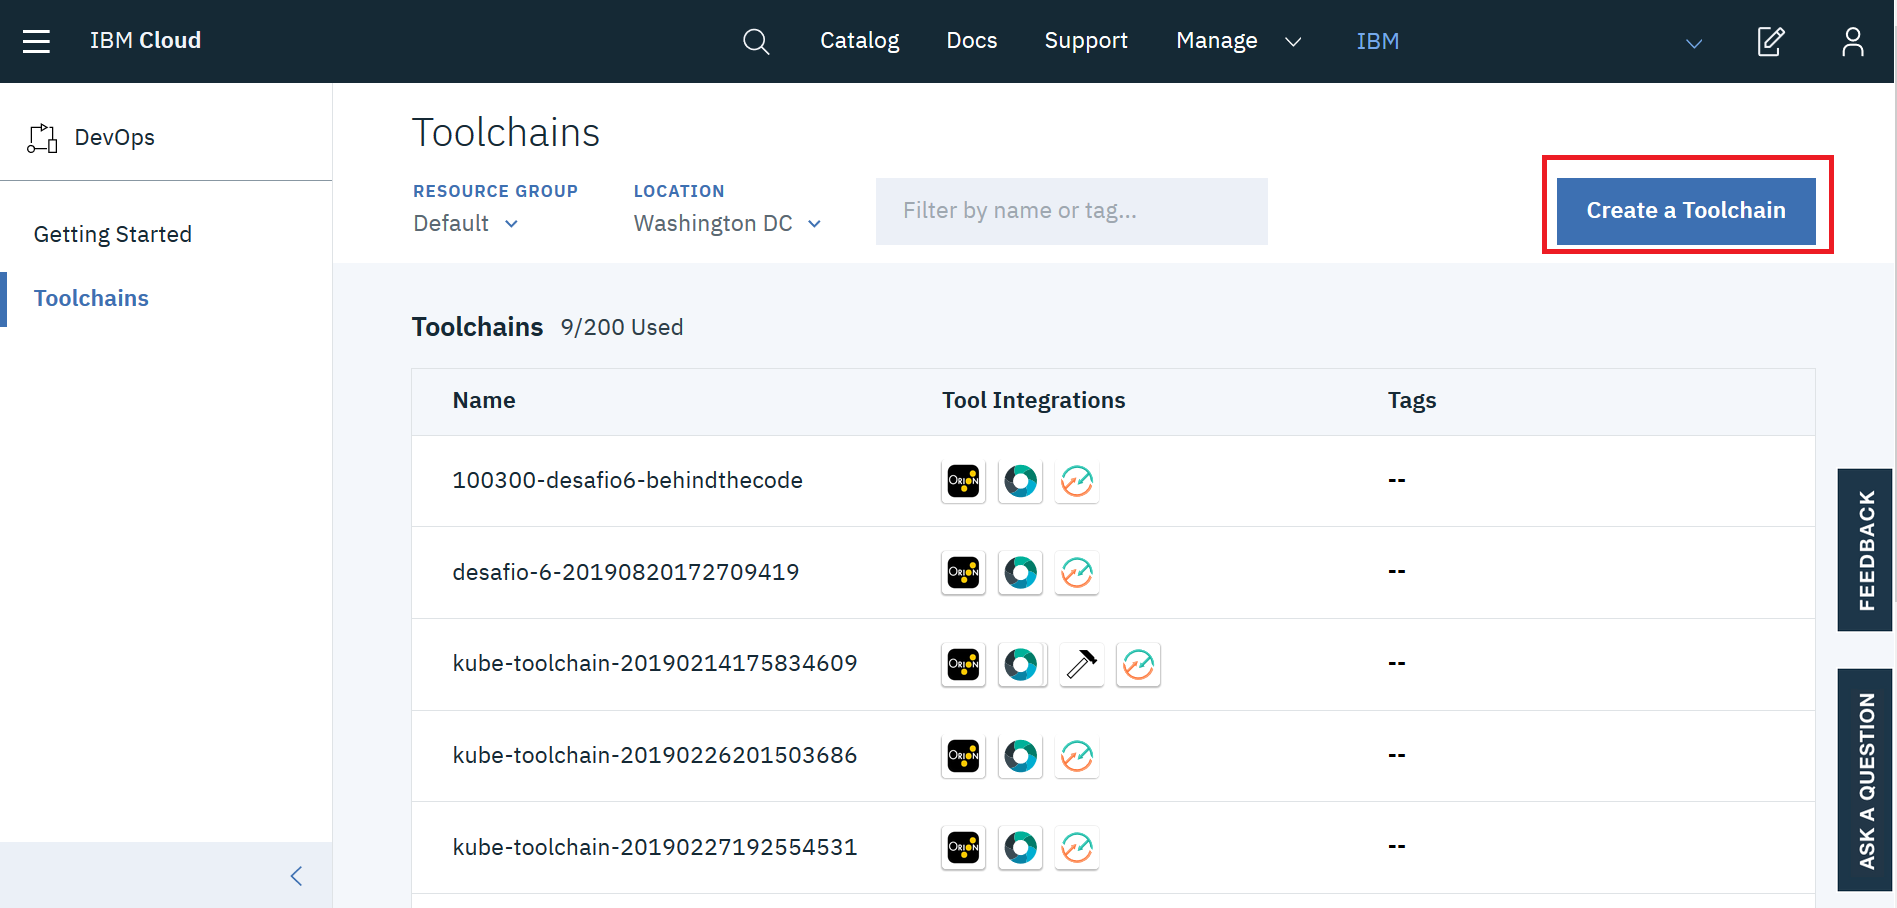 IBM Cloud
Catalog Docs Support Manage IBM
DevOps
Getting Started
Toolchains
Toolchains
RESOURCE GROUP
Default
LOCATION
Washington DC
Filter by name or tag...
Create a Toolchain
Toolchains 9/200 Used
Name Tool Integrations Tags
100300-desafio6-behindthecode ORION --
desafio-6-20190820172709419 ORION --
kube-toolchain-20190214175834609 ORION --
kube-toolchain-20190226201503686 ORION --
kube-toolchain-20190227192554531 ORION --
FEEDBACK
ASK A QUESTION